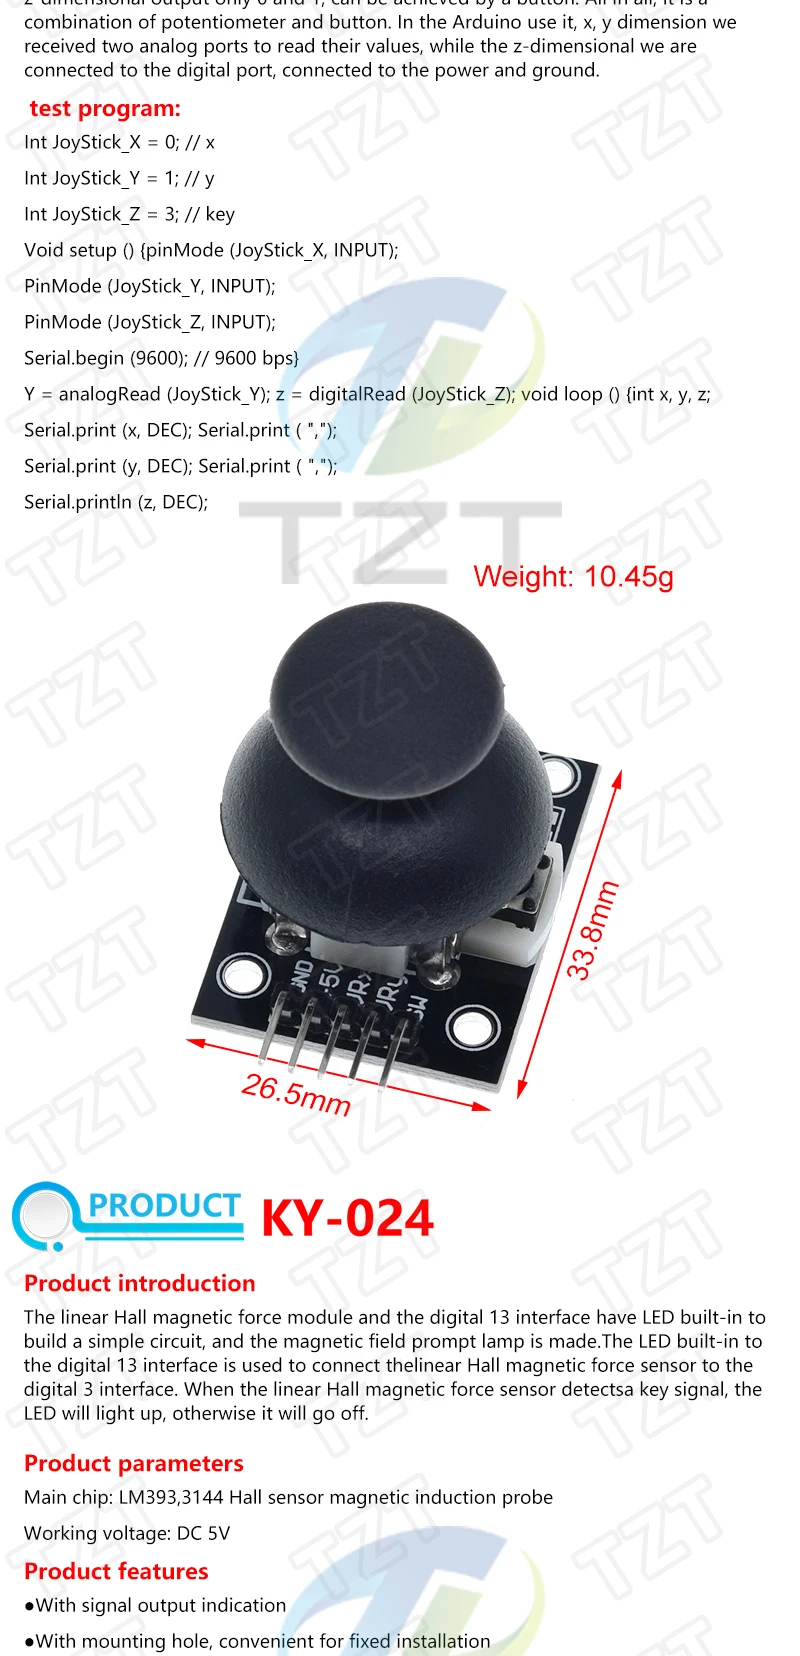 combination of potentiometer and button. In the Arduino use it, x, y dimension we
received two analog ports to read their values, while the z-dimensional we are
connected to the digital port, connected to the power and ground.
test program:
Int JoyStick_X = 0; // x
Int JoyStick_Y = 1; // y
Int JoyStick_Z = 3; // key
Void setup () {pinMode (JoyStick_X, INPUT);
PinMode (JoyStick_Y, INPUT);
PinMode (JoyStick_Z, INPUT);
Serial.begin (9600); // 9600 bps}
Y = analogRead (JoyStick_Y); z = digitalRead (JoyStick_Z); void loop () {int x, y, z;
Serial.print (x, DEC); Serial.print ( ",");
Serial.print (y, DEC); Serial.print ( ",");
Serial.println (z, DEC);
TZT
Weight: 10.45g
33.8mm
26.5mm
PRODUCT KY-024
Product introduction
The linear Hall magnetic force module and the digital 13 interface have LED built-in to
build a simple circuit, and the magnetic field prompt lamp is made.The LED built-in to
the digital 13 interface is used to connect thelinear Hall magnetic force sensor to the
digital 3 interface. When the linear Hall magnetic force sensor detectsa key signal, the
LED will light up, otherwise it will go off.
Product parameters
Main chip: LM393,3144 Hall sensor magnetic induction probe
Working voltage: DC 5V
Product features
●With signal output indication
●With mounting hole, convenient for fixed installation